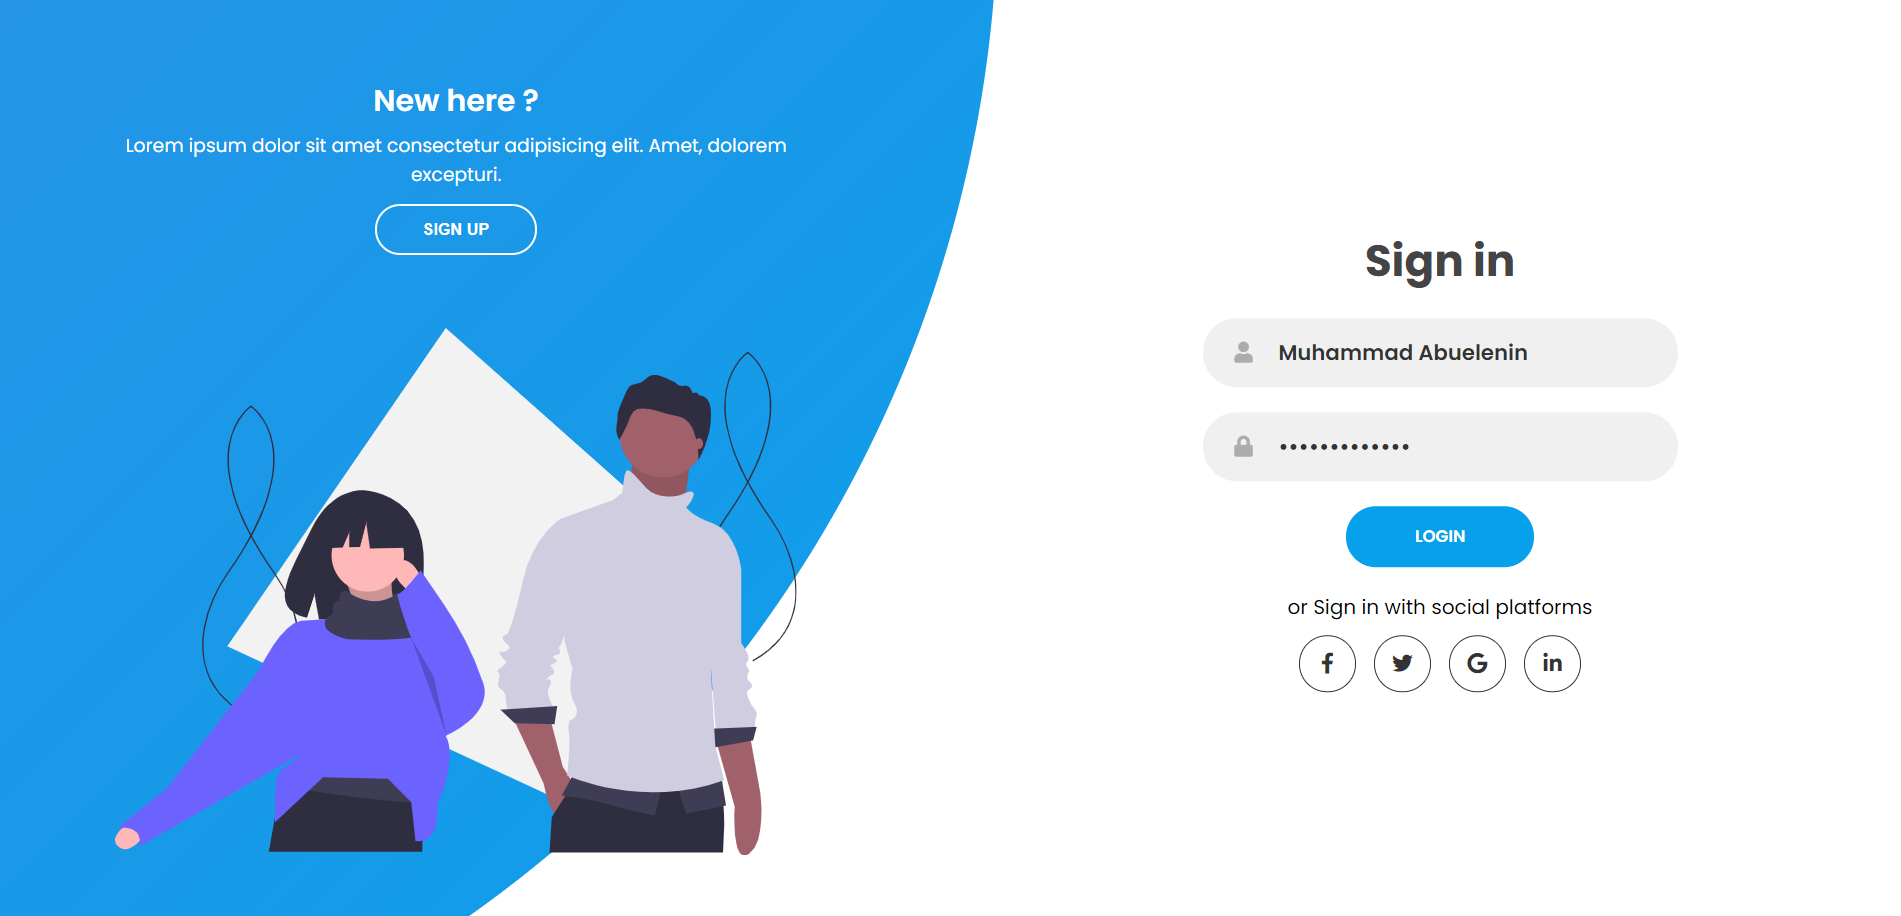 New here ?
Lorem ipsum dolor sit amet consectetur adipisicing elit. Amet, dolorem
excepturi.
SIGN UP
Sign in
Muhammad Abuelenin
•••••••••••••
LOGIN
or Sign in with social platforms